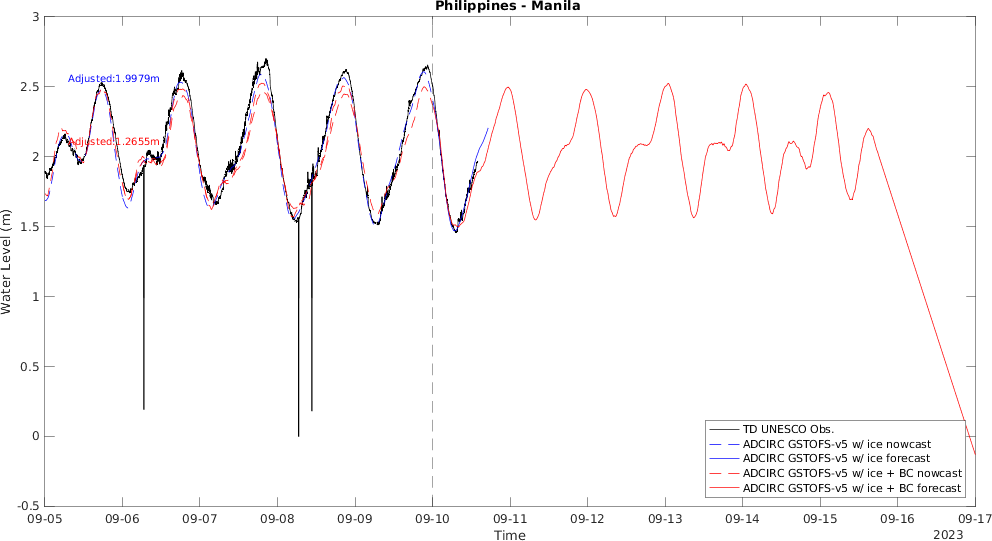 Philippines - Manila
3
2.5
2
1.5
1
0.5
0
-0.5
Water Level (m)
Adjusted:1.9979m
Adjusted:1.2655m
TD UNESCO Obs.
ADCIRC GSTOFS-v5 w/ ice nowcast
ADCIRC GSTOFS-v5 w/ ice forecast
ADCIRC GSTOFS-v5 w/ ice + BC nowcast
ADCIRC GSTOFS-v5 w/ ice + BC forecast
09-05 09-06 09-07 09-08 09-09 09-10 09-11 09-12 09-13 09-14 09-15 09-16 09-17
Time
2023